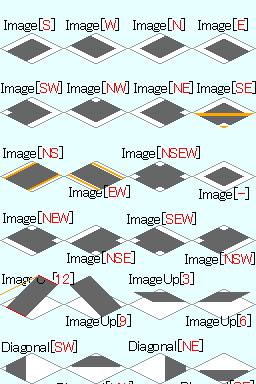 Image[S] Image[W] Image[N] Image[E]
Image[SW] Image[NW] Image[NE] Image[SE]
Image[NS] Image[NSEW]
Image[EW] Image[-]
Image[NEW] Image[SEW]
Image[NSE] Image[NSW]
[12] ImageUp[3]
ImageUp[9] ImageUp[6]
Diagonal[SW] Diagonal[NE]